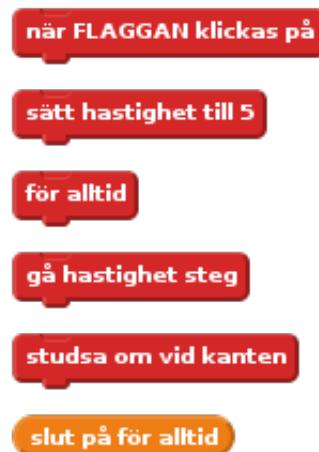 när FLAGGAN klickas på
sätt hastighet till 5
för alltid
gå hastighet steg
studsa om vid kanten
slut på för alltid